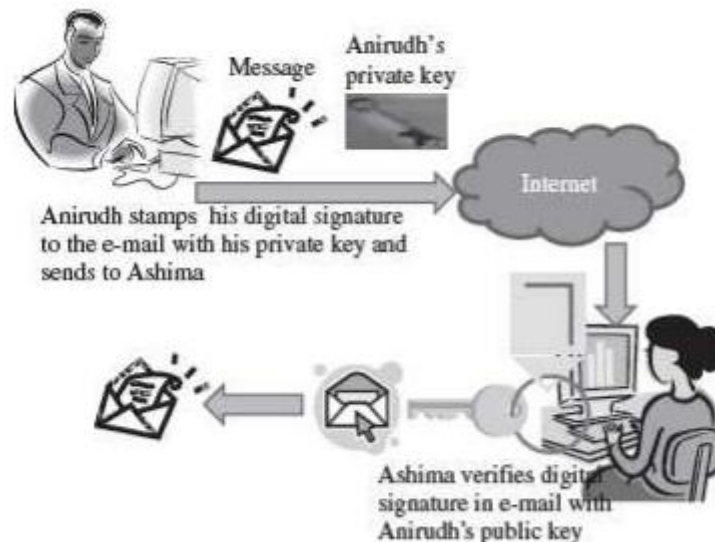 Message
Anirudh's
private key
Internet
Anirudh stamps his digital signature
to the e-mail with his private key and
sends to Ashima
Ashima verifies digital
signature in e-mail with
Anirudh's public key